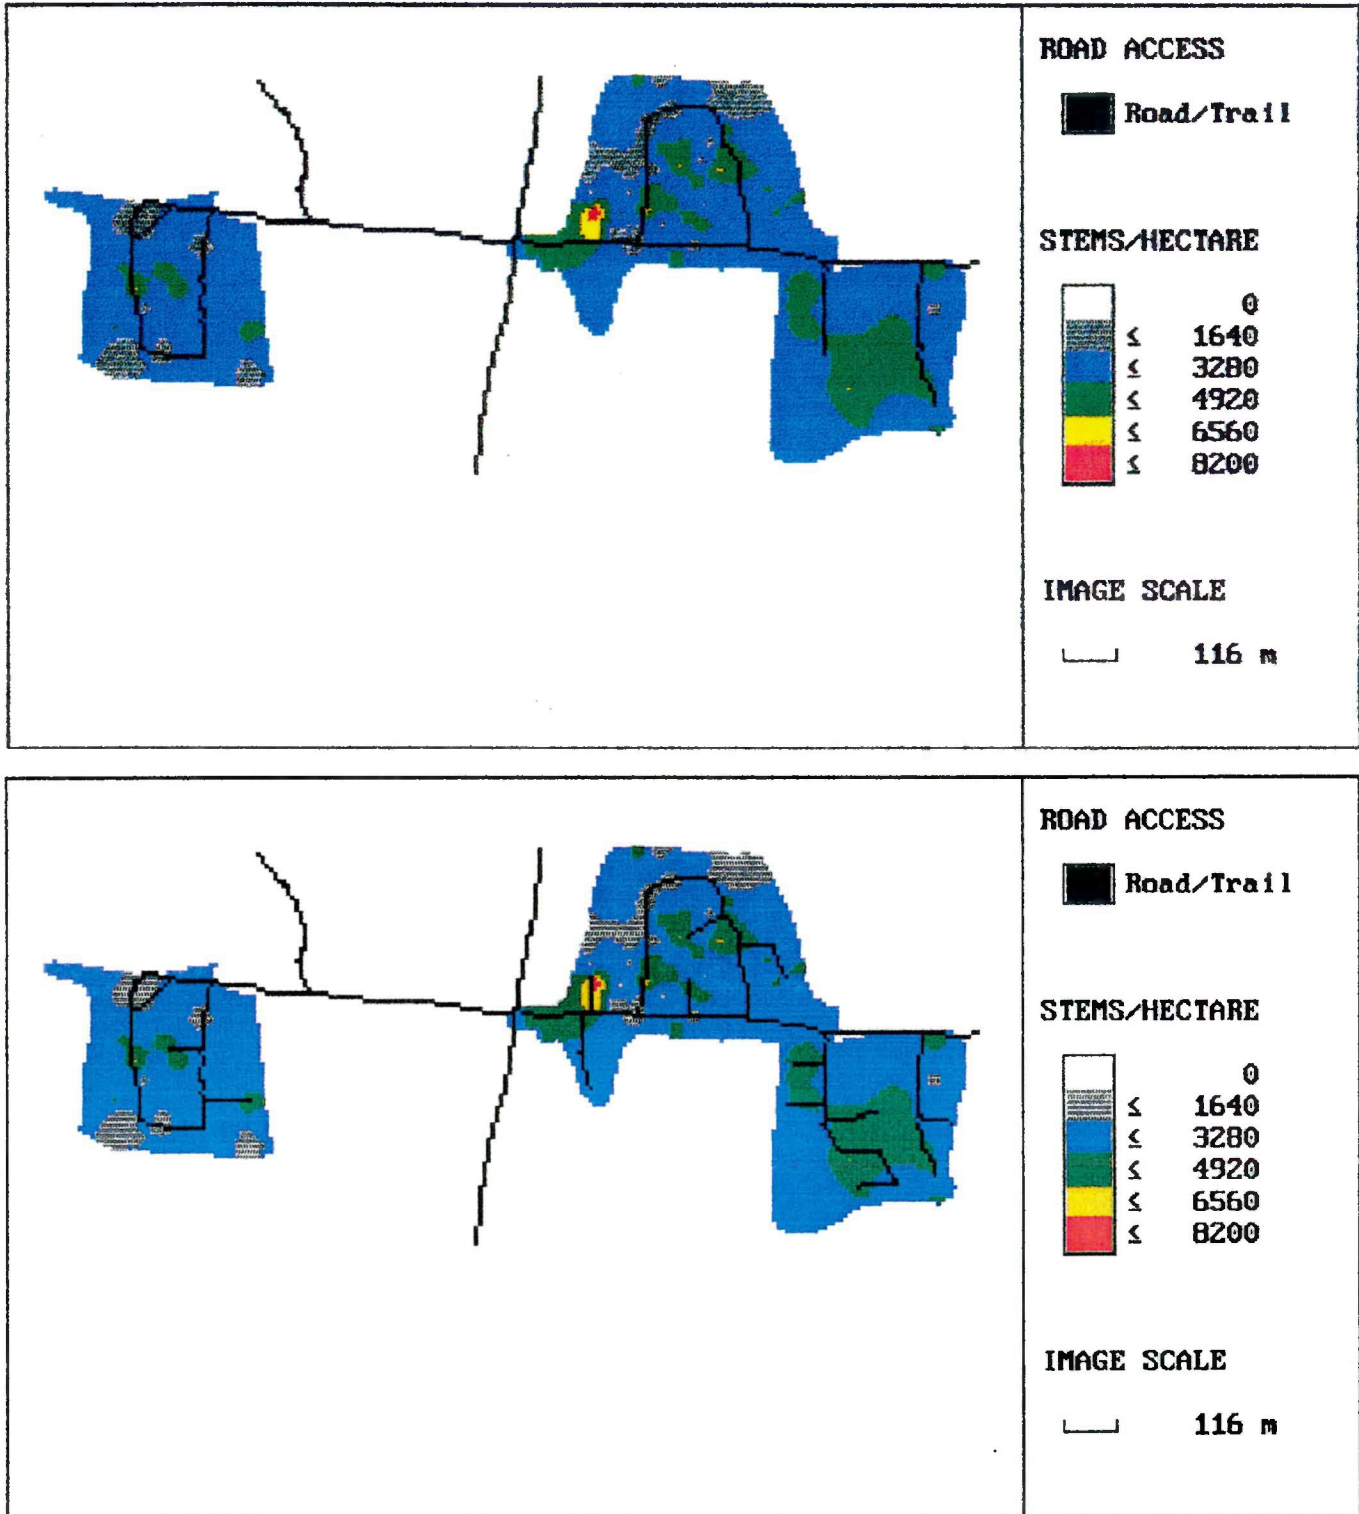 ROAD ACCESS
Road/Trail
STEMS/HECTARE
0
≤ 1640
≤ 3280
≤ 4920
≤ 6560
≤ 8200
IMAGE SCALE
116 m
ROAD ACCESS
Road/Trail
STEMS/HECTARE
0
≤ 1640
≤ 3280
≤ 4920
≤ 6560
≤ 8200
IMAGE SCALE
116 m